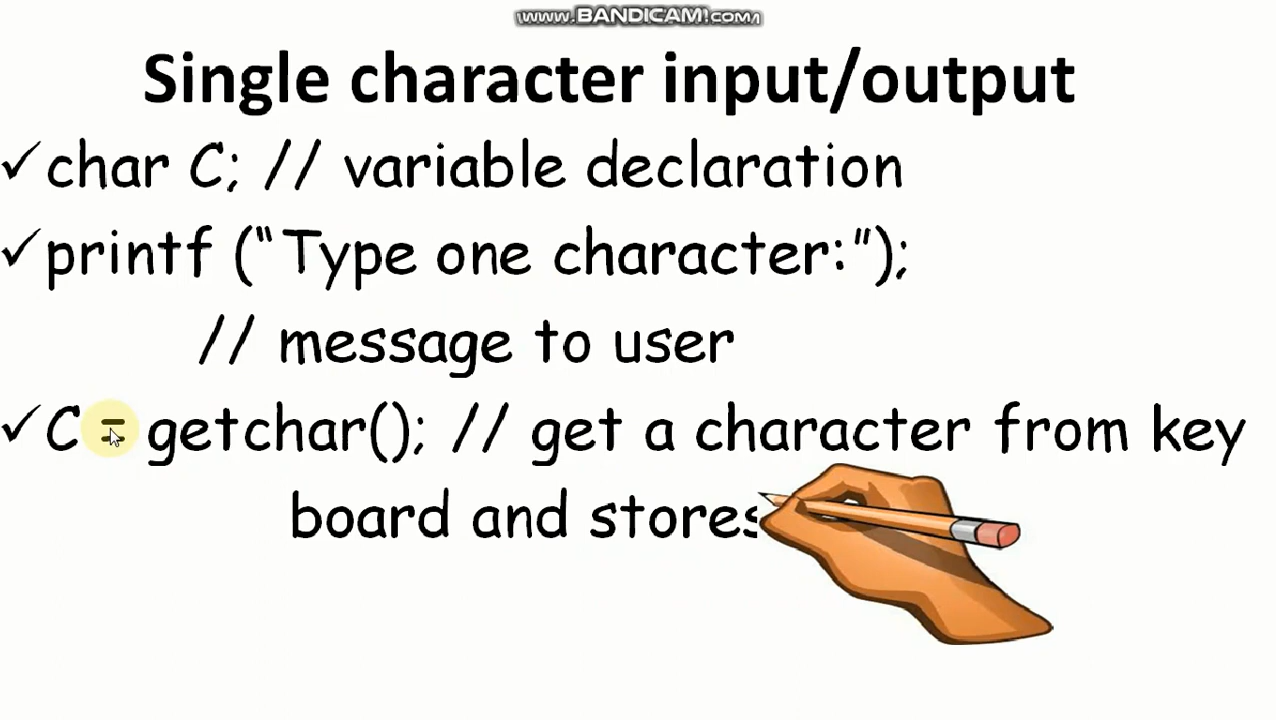 www.BANDICAM.com
Single character input/output
✓char C; // variable declaration
✓printf (“Type one character:”);
// message to user
✓C = getchar(); // get a character from key
board and stores